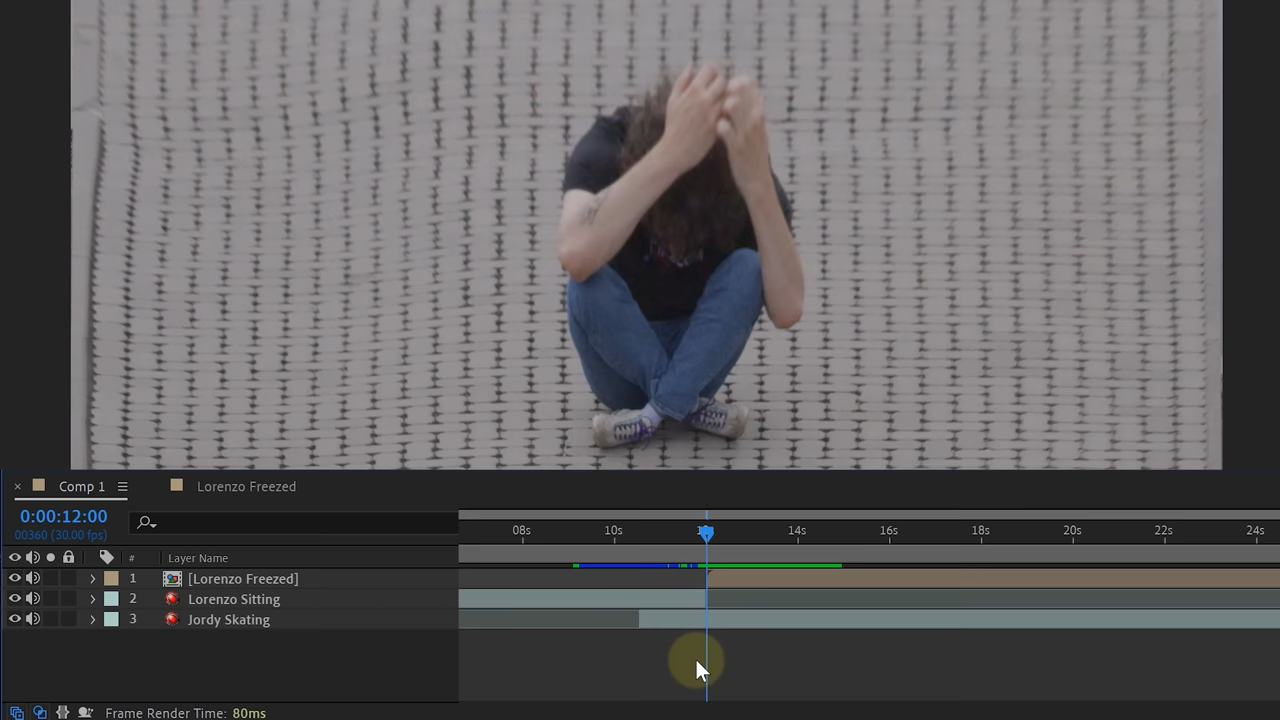 × Comp 1 ☰ Lorenzo Freezed
0:00:12:00
00360 (30.00 fps)
08s 10s 14s 16s 18s 20s 22s 24s
# Layer Name
1 [Lorenzo Freezed]
2 Lorenzo Sitting
3 Jordy Skating
Frame Render Time: 80ms